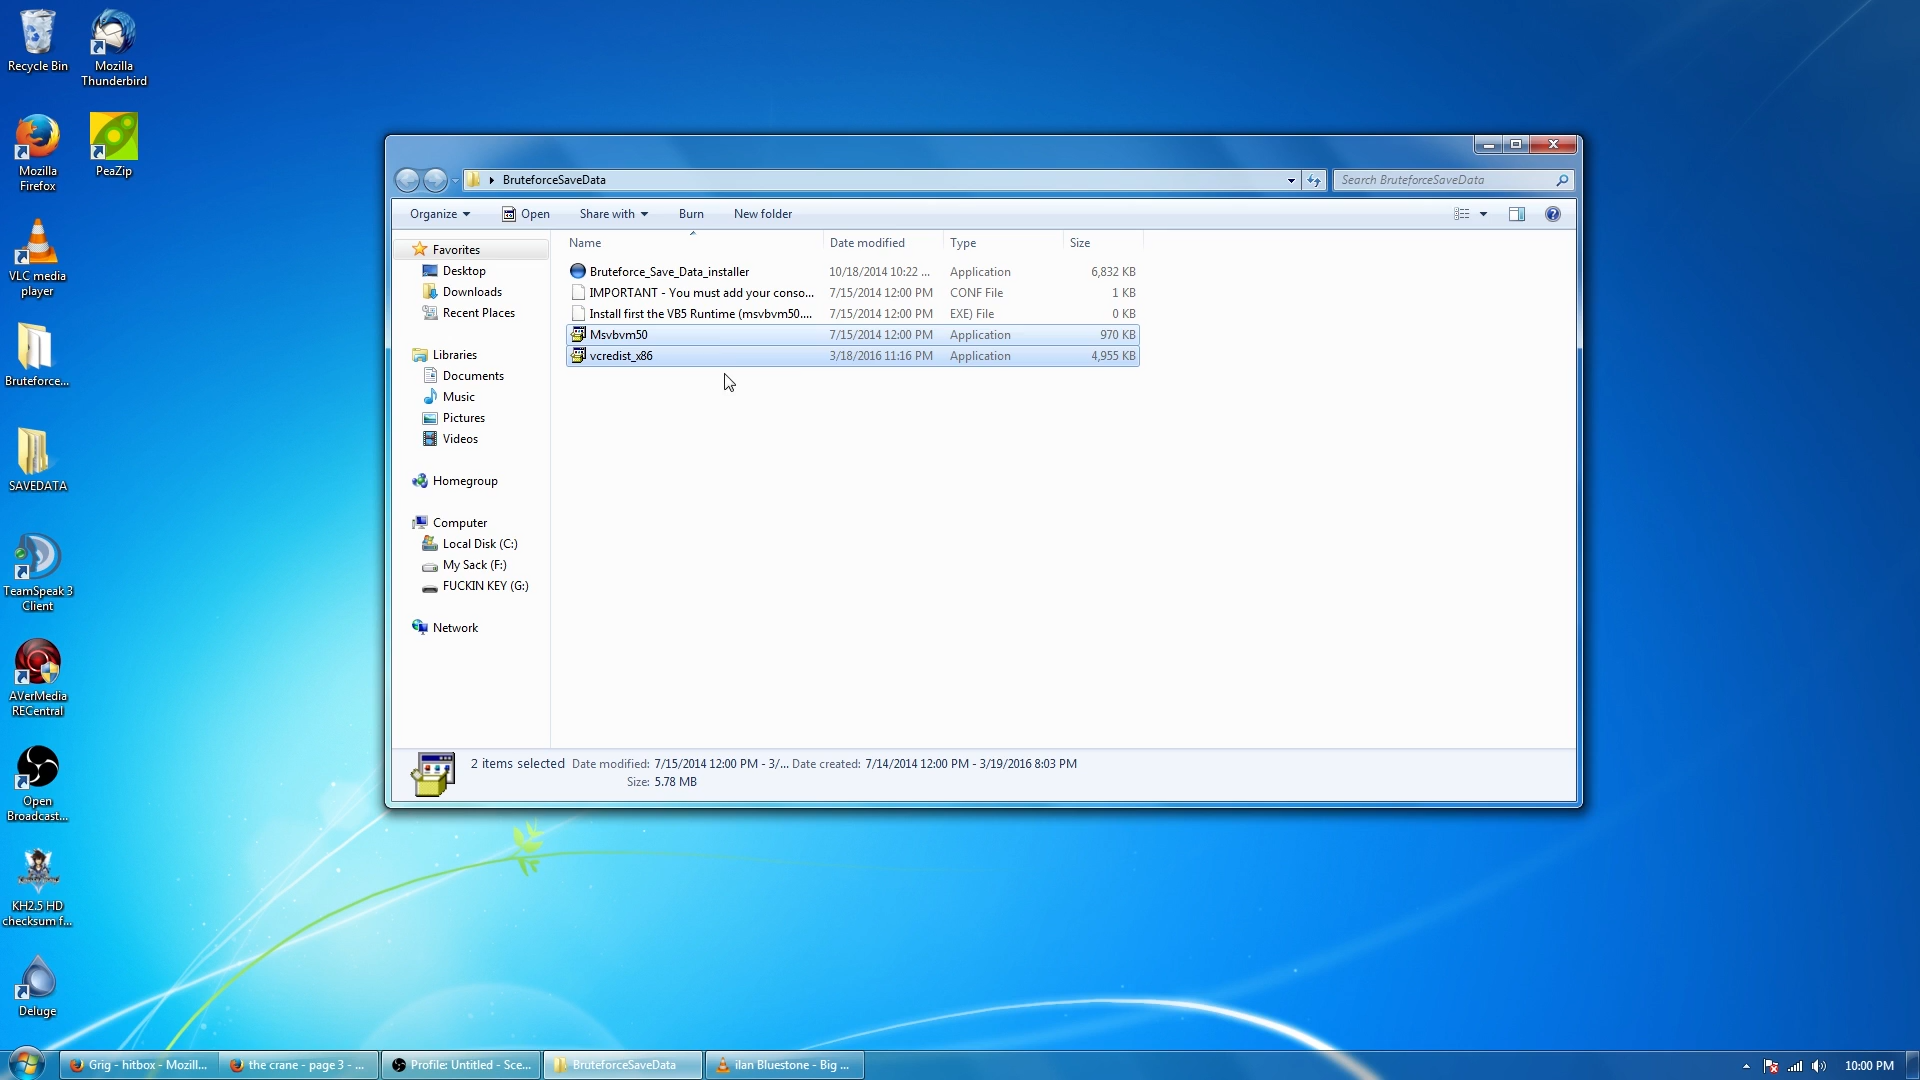 Recycle Bin
Mozilla
Thunderbird
Mozilla
Firefox
PeaZip
VLC media
player
Bruteforce...
SAVEDATA
TeamSpeak 3
Client
AVerMedia
RECentral
Open
Broadcast...
KH2.5 HD
checksum f...
Deluge
BruteforceSaveData
Search BruteforceSaveData
Organize
Open
Share with
Burn
New folder
Favorites
Desktop
Downloads
Recent Places
Libraries
Documents
Music
Pictures
Videos
Homegroup
Computer
Local Disk (C:)
My Sack (F:)
FUCKIN KEY (G:)
Network
Name Date modified Type Size
Bruteforce_Save_Data_installer 10/18/2014 10:22 ... Application 6,832 KB
IMPORTANT - You must add your conso... 7/15/2014 12:00 PM CONF File 1 KB
Install first the VB5 Runtime (msvbvm50.... 7/15/2014 12:00 PM EXE) File 0 KB
Msvbvm50 7/15/2014 12:00 PM Application 970 KB
vcredist_x86 3/18/2016 11:16 PM Application 4,955 KB
2 items selected Date modified: 7/15/2014 12:00 PM - 3/... Date created: 7/14/2014 12:00 PM - 3/19/2016 8:03 PM
Size: 5.78 MB
Grig - hitbox - Mozill...
the crane - page 3 - ...
Profile: Untitled - Sce...
BruteforceSaveData
ilan Bluestone - Big ...
10:00 PM